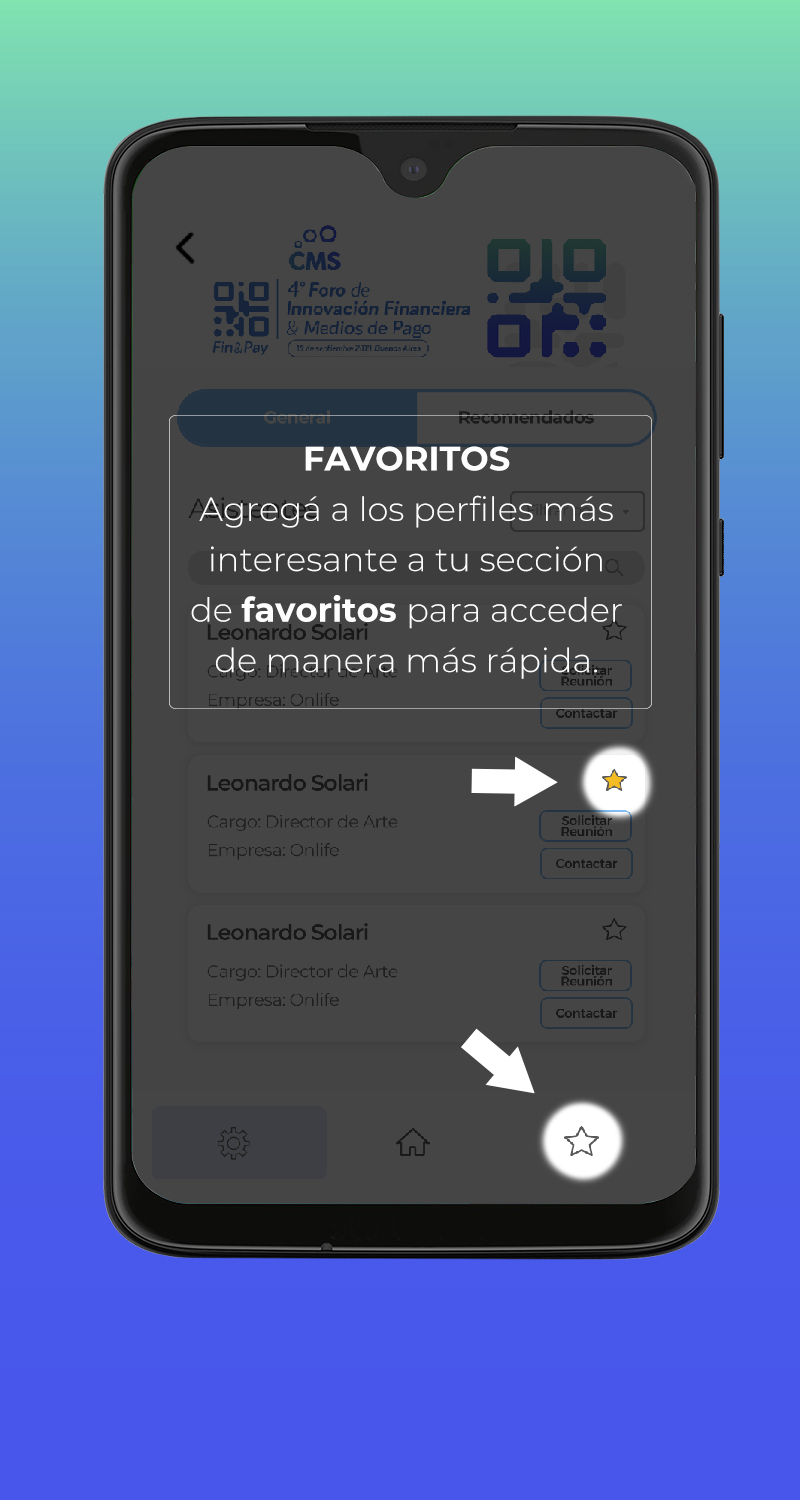 CMS
4° Foro de
Innovación Financiera
& Medios de Pago
Fin&Pay
General
Recomendados
FAVORITOS
Agregá a los perfiles más
interesante a tu sección
de favoritos para acceder
de manera más rápida.
Asistentes
Leonardo Solari
Cargo: Director de Arte
Empresa: Onlife
Solicitar
Reunión
Contactar
Leonardo Solari
Cargo: Director de Arte
Empresa: Onlife
Solicitar
Reunión
Contactar
Leonardo Solari
Cargo: Director de Arte
Empresa: Onlife
Solicitar
Reunión
Contactar